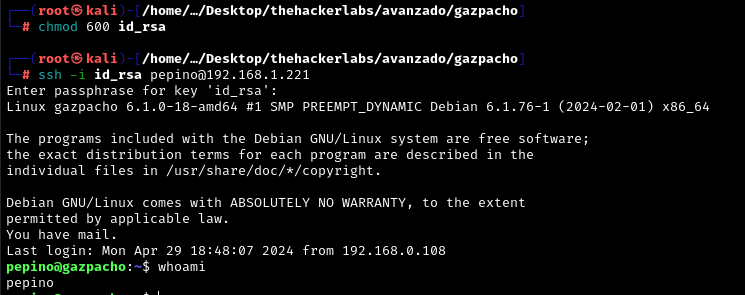 (root㉿kali)-[/home/…/Desktop/thehackerlabs/avanzado/gazpacho]
# chmod 600 id_rsa
(root㉿kali)-[/home/…/Desktop/thehackerlabs/avanzado/gazpacho]
# ssh -i id_rsa pepino@192.168.1.221
Enter passphrase for key 'id_rsa':
Linux gazpacho 6.1.0-18-amd64 #1 SMP PREEMPT_DYNAMIC Debian 6.1.76-1 (2024-02-01) x86_64
The programs included with the Debian GNU/Linux system are free software;
the exact distribution terms for each program are described in the
individual files in /usr/share/doc/*/copyright.
Debian GNU/Linux comes with ABSOLUTELY NO WARRANTY, to the extent
permitted by applicable law.
You have mail.
Last login: Mon Apr 29 18:48:07 2024 from 192.168.0.108
pepino@gazpacho:~$ whoami
pepino
pepino@gazpacho:~$